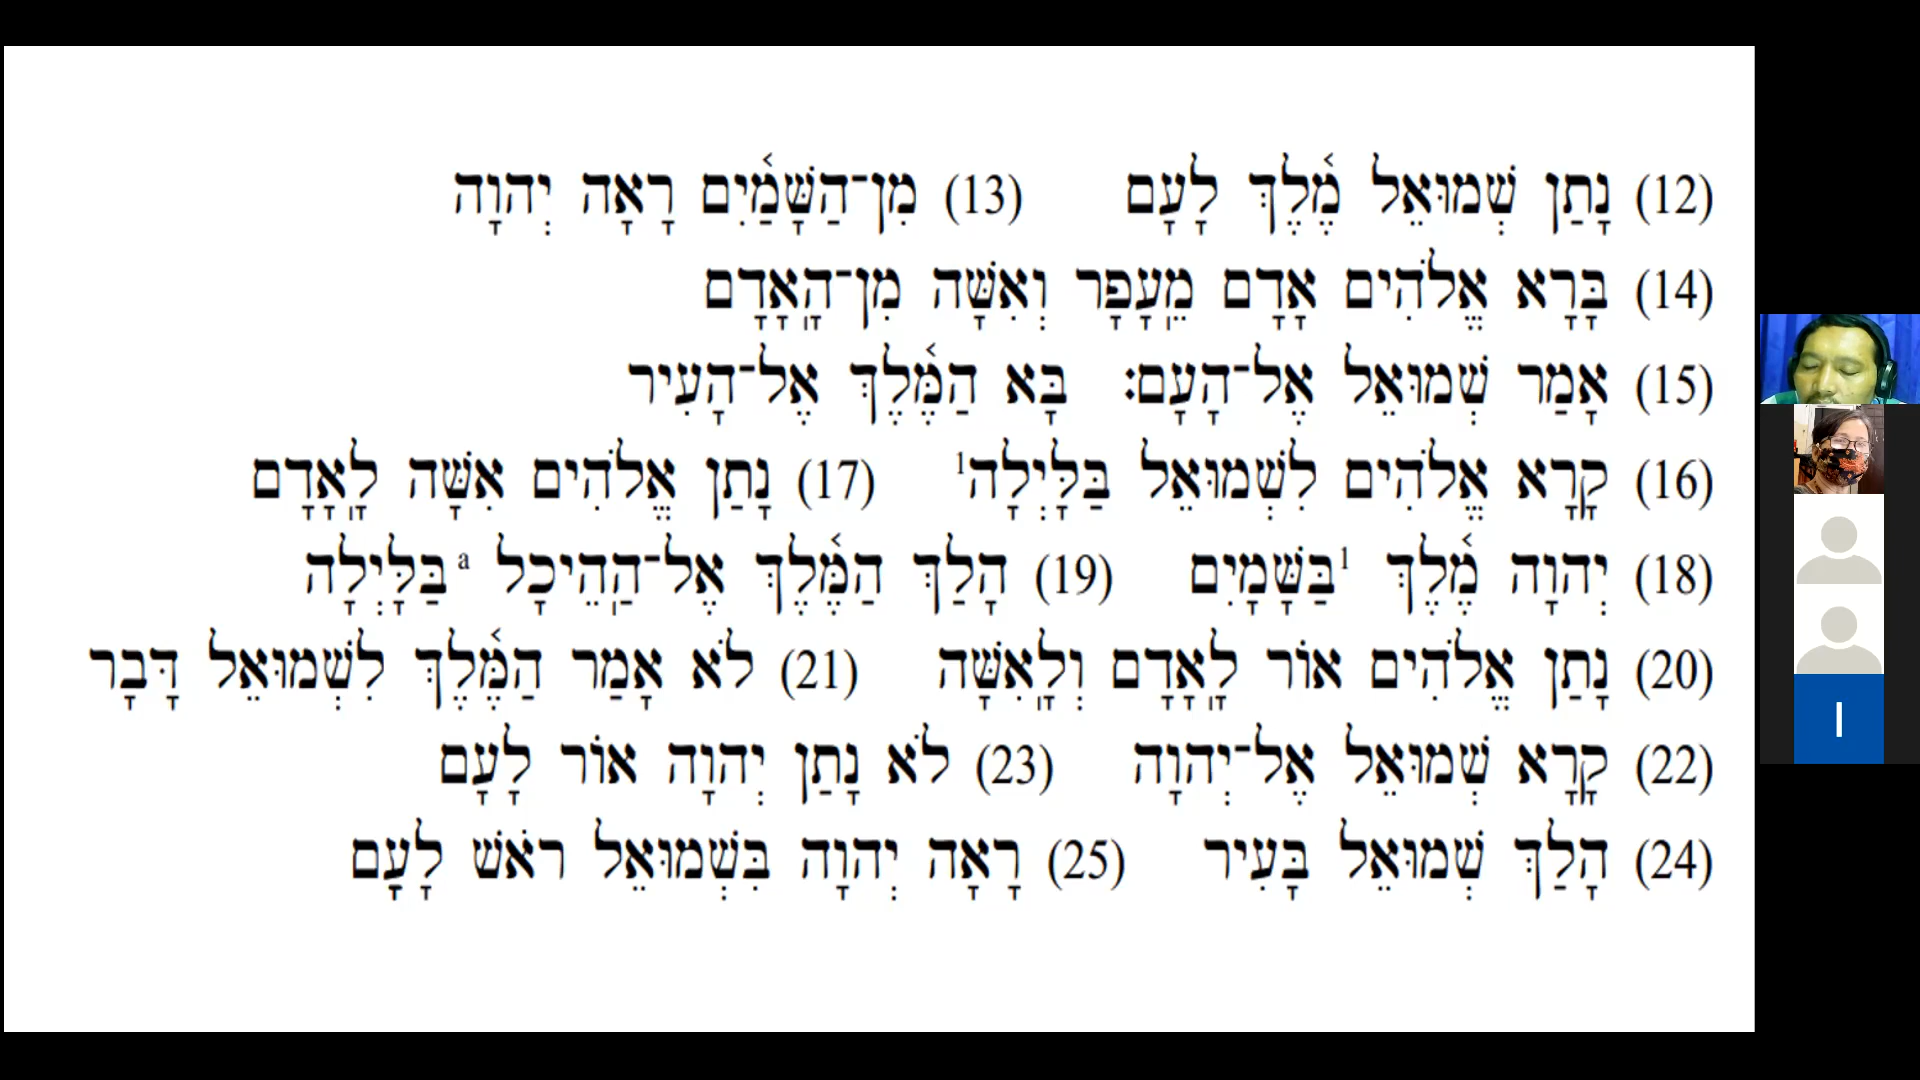 (12) נָתַן שְׁמוּאֵל מֶ֫לֶךְ לָעָם (13) מִן־הַשָּׁמַ֫יִם רָאָה יְהוָה
(14) בָּרָא אֱלֹהִים אָדָם מֵֽעָפָר וְאִשָּׁה מִן־הָֽאָדָם
(15) אָמַר שְׁמוּאֵל אֶל־הָעָם׃ בָּא הַמֶּ֫לֶךְ אֶל־הָעִיר
(16) קָרָא אֱלֹהִים לִשְׁמוּאֵל בַּלָּיְלָה1 (17) נָתַן אֱלֹהִים אִשָּׁה לָֽאָדָם
(18) יְהוָה מֶ֫לֶךְ 1בַּשָּׁמָיִם (19) הָלַךְ הַמֶּ֫לֶךְ אֶל־הַֽהֵיכָל a בַּלָּיְלָה
(20) נָתַן אֱלֹהִים אוֹר לָֽאָדָם וְלָֽאִשָּׁה (21) לֹא אָמַר הַמֶּ֫לֶךְ לִשְׁמוּאֵל דָּבָר
(22) קָרָא שְׁמוּאֵל אֶל־יְהוָה (23) לֹא נָתַן יְהוָה אוֹר לָעָם
(24) הָלַךְ שְׁמוּאֵל בָּעִיר (25) רָאָה יְהוָה בִּשְׁמוּאֵל רֹאשׁ לָעָם
I